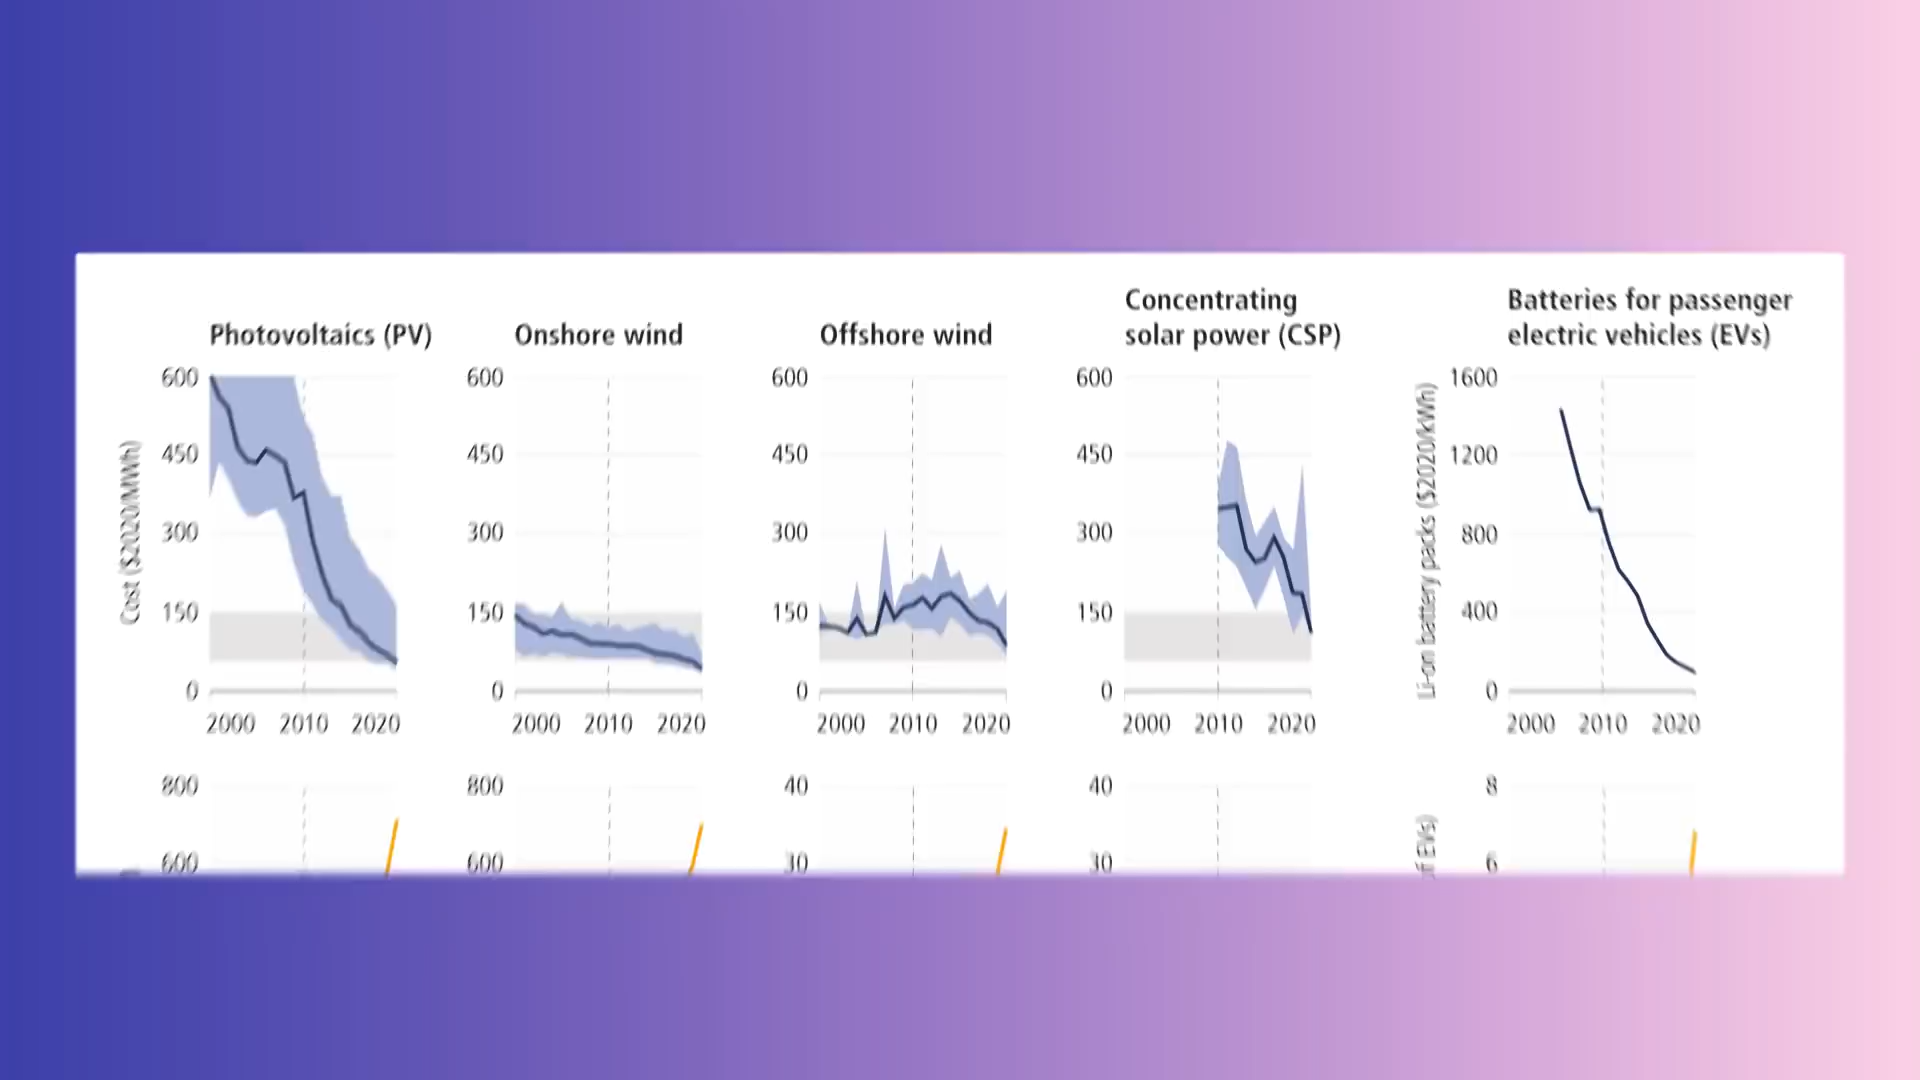 Photovoltaics (PV)
Onshore wind
Offshore wind
Concentrating
solar power (CSP)
Batteries for passenger
electric vehicles (EVs)
Cost ($2020/MWh)
600
450
300
150
0
2000 2010 2020
600
450
300
150
0
2000 2010 2020
600
450
300
150
0
2000 2010 2020
600
450
300
150
0
2000 2010 2020
Li-on battery packs ($2020/kWh)
1600
1200
800
400
0
2000 2010 2020
800
600
800
600
40
30
40
30
8
6
of EVs)